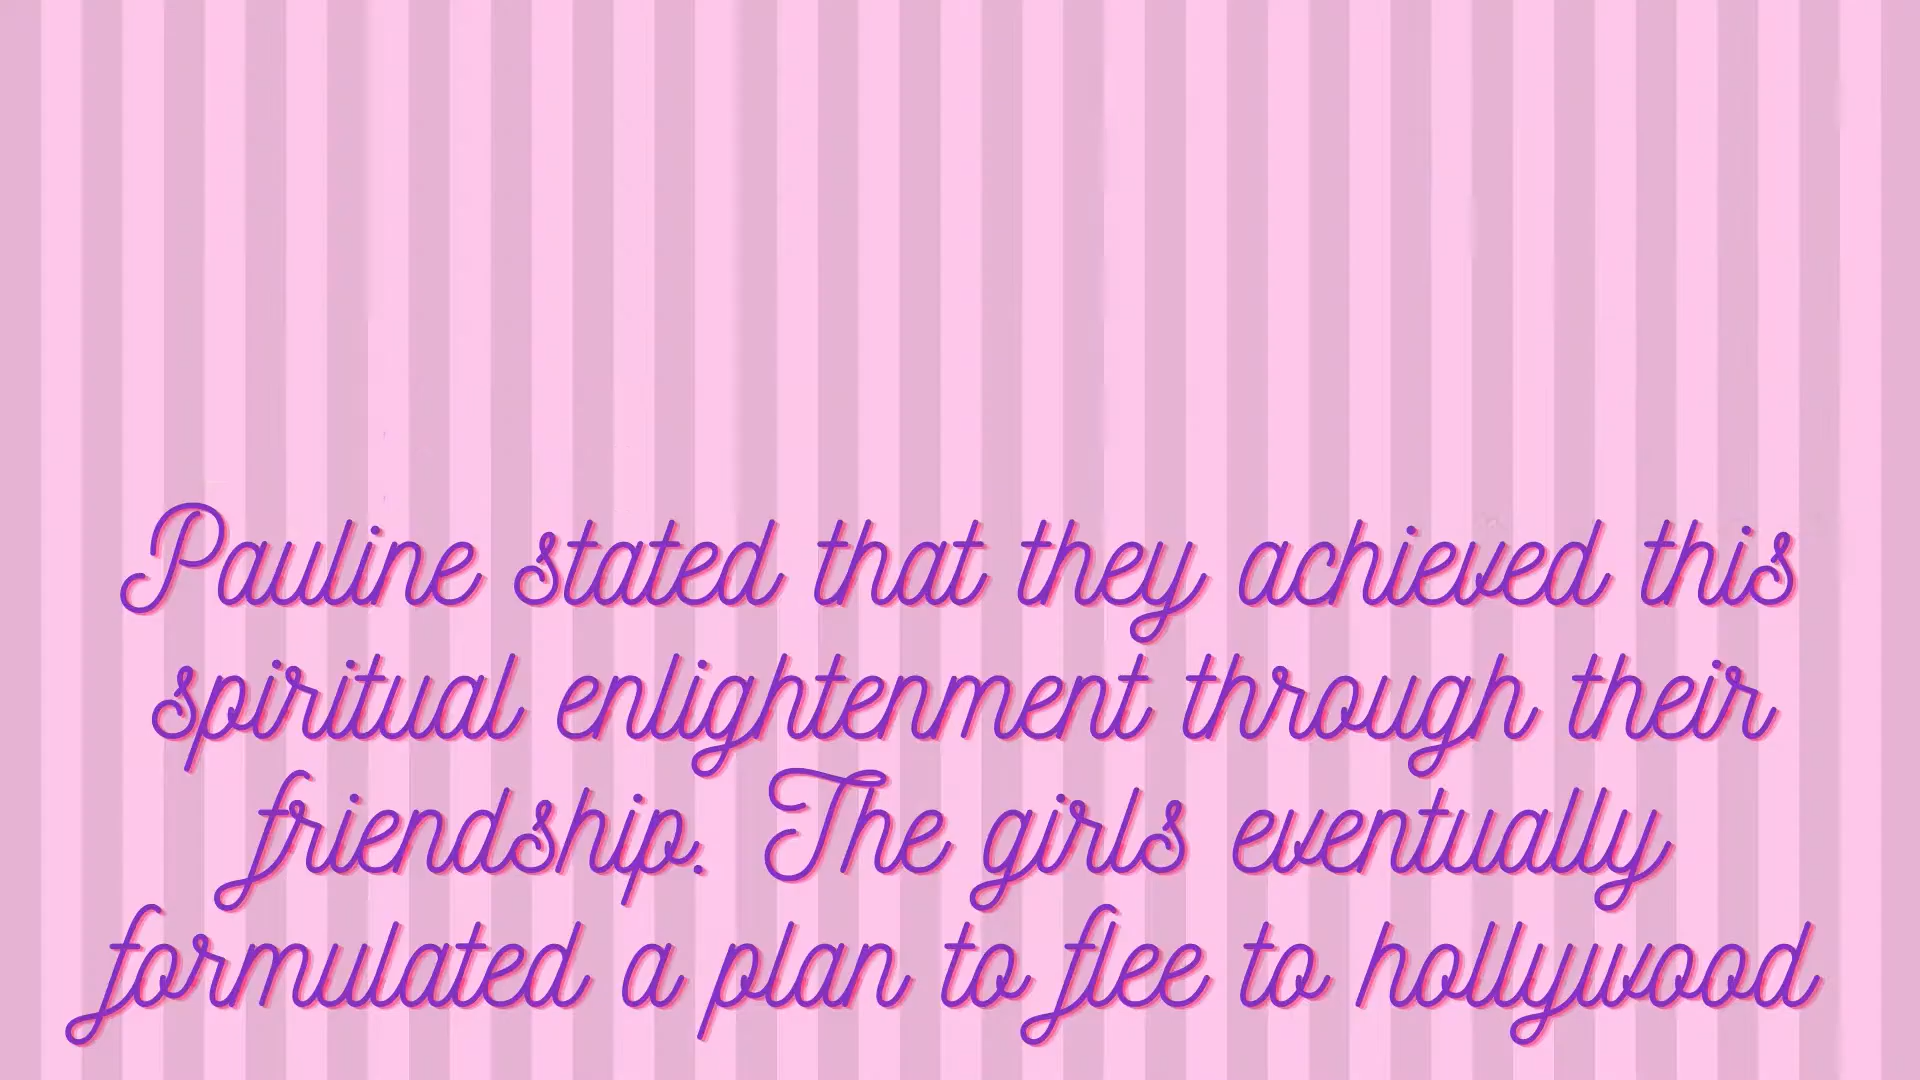 Pauline stated that they achieved this
spiritual enlightenment through their
friendship. The girls eventually
formulated a plan to flee to hollywood